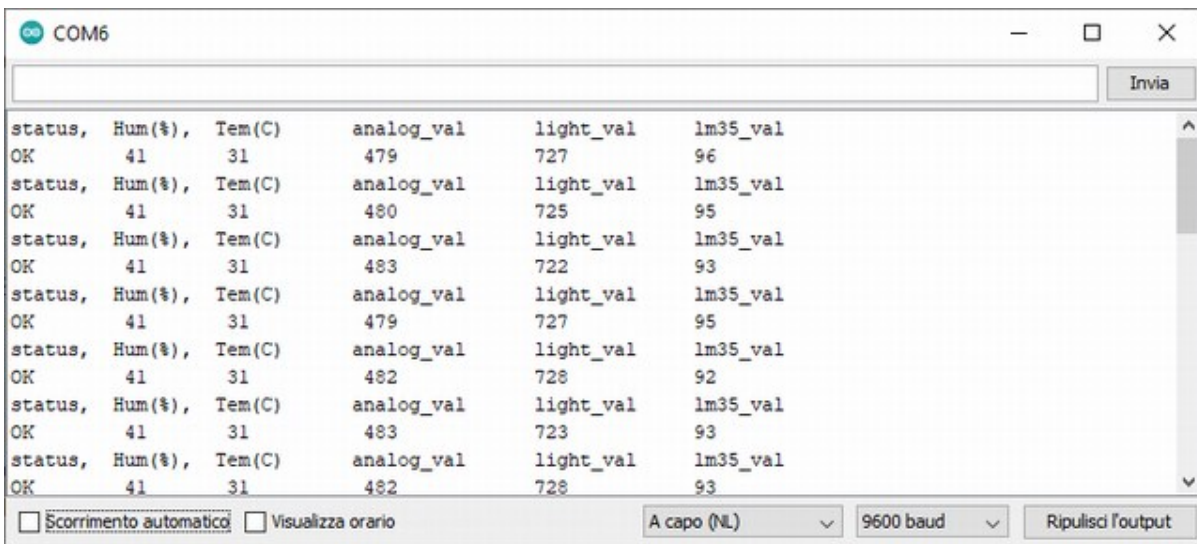 COM6
Invia
status, Hum(%), Tem(C) analog_val light_val lm35_val
OK 41 31 479 727 96
status, Hum(%), Tem(C) analog_val light_val lm35_val
OK 41 31 480 725 95
status, Hum(%), Tem(C) analog_val light_val lm35_val
OK 41 31 483 722 93
status, Hum(%), Tem(C) analog_val light_val lm35_val
OK 41 31 479 727 95
status, Hum(%), Tem(C) analog_val light_val lm35_val
OK 41 31 482 728 92
status, Hum(%), Tem(C) analog_val light_val lm35_val
OK 41 31 483 723 93
status, Hum(%), Tem(C) analog_val light_val lm35_val
OK 41 31 482 728 93
Scorrimento automatico Visualizza orario A capo (NL) 9600 baud Ripulisci l'output